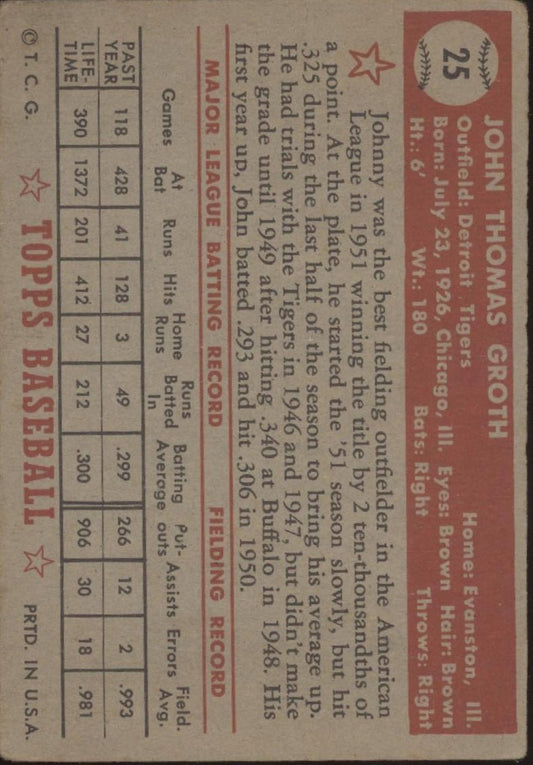 25
JOHN THOMAS GROTH
Outfield: Detroit Tigers Home: Evanston, Ill.
Born: July 23, 1926, Chicago, Ill. Eyes: Brown Hair: Brown
Ht.: 6' Wt.: 180 Bats: Right Throws: Right
Johnny was the best fielding outfielder in the American
League in 1951 winning the title by 2 ten-thousandths of
a point. At the plate, he started the '51 season slowly, but hit
.325 during the last half of the season to bring his average up.
He had trials with the Tigers in 1946 and 1947, but didn't make
the grade until 1949 after hitting .340 at Buffalo in 1948. His
first year up, John batted .293 and hit .306 in 1950.
MAJOR LEAGUE BATTING RECORD FIELDING RECORD
Games At Bat Runs Hits Home Runs Runs Batted In Batting Average Put-outs Assists Errors Field. Avg.
PAST YEAR 118 428 41 128 3 49 .299 266 12 2 .993
LIFE-TIME 390 1372 201 412 27 212 .300 906 30 18 .981
© T. C. G. TOPPS BASEBALL PRTD. IN U.S.A.